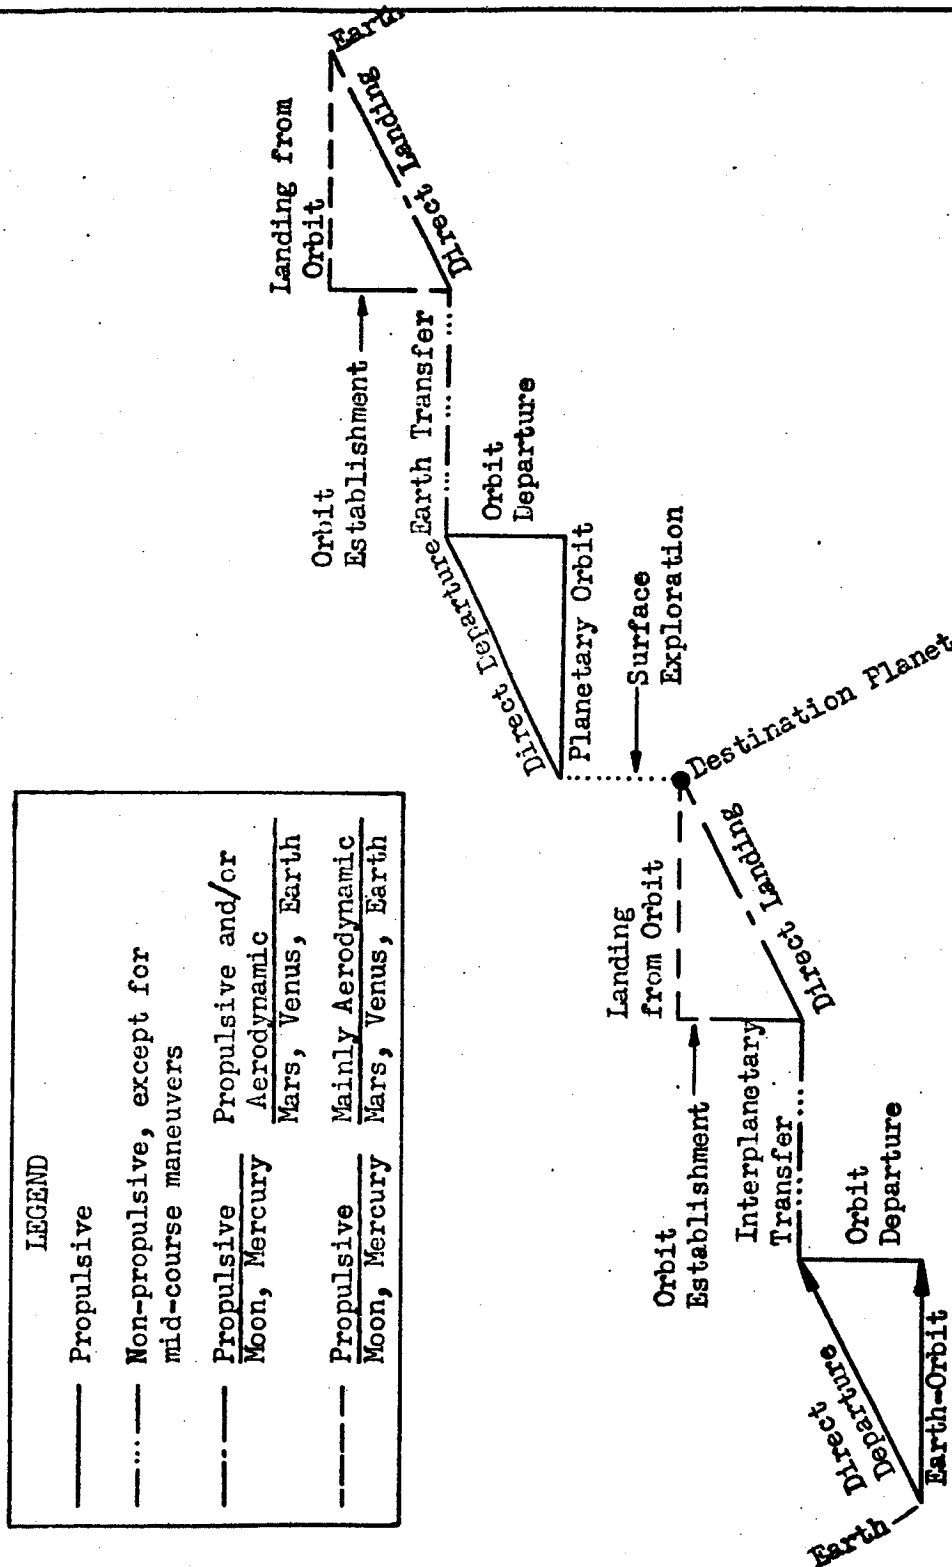 LEGEND
Propulsive
Non-propulsive, except for
mid-course maneuvers
Propulsive
Moon, Mercury
Propulsive and/or
Aerodynamic
Mars, Venus, Earth
Propulsive
Moon, Mercury
Mainly Aerodynamic
Mars, Venus, Earth
Earth
Direct
Departure
Earth-Orbit
Orbit
Departure
Interplanetary
Transfer
Orbit
Establishment
Landing
from Orbit
Direct Landing
Destination Planet
Surface
Exploration
Planetary Orbit
Direct Departure
Orbit
Departure
Earth Transfer
Orbit
Establishment
Landing from
Orbit
Direct Landing
Earth